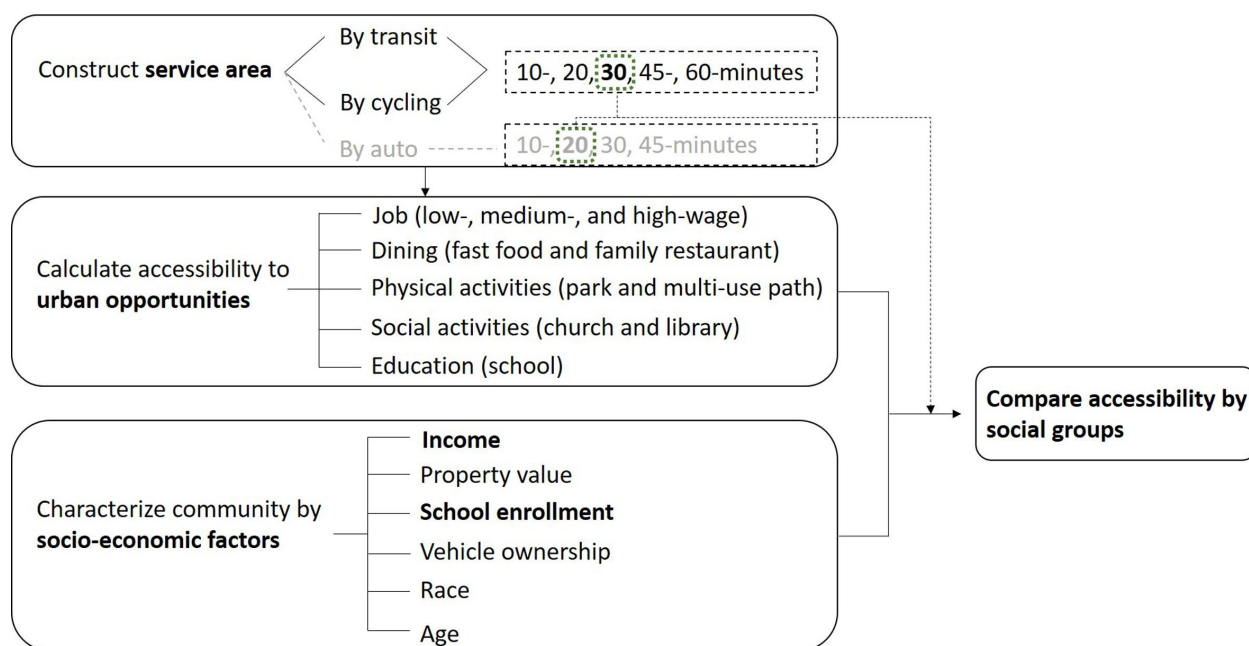 Construct service area
By transit
By cycling
By auto
10-, 20, 30, 45-, 60-minutes
10-, 20, 30, 45-minutes
Calculate accessibility to
urban opportunities
Job (low-, medium-, and high-wage)
Dining (fast food and family restaurant)
Physical activities (park and multi-use path)
Social activities (church and library)
Education (school)
Characterize community by
socio-economic factors
Income
Property value
School enrollment
Vehicle ownership
Race
Age
Compare accessibility by
social groups